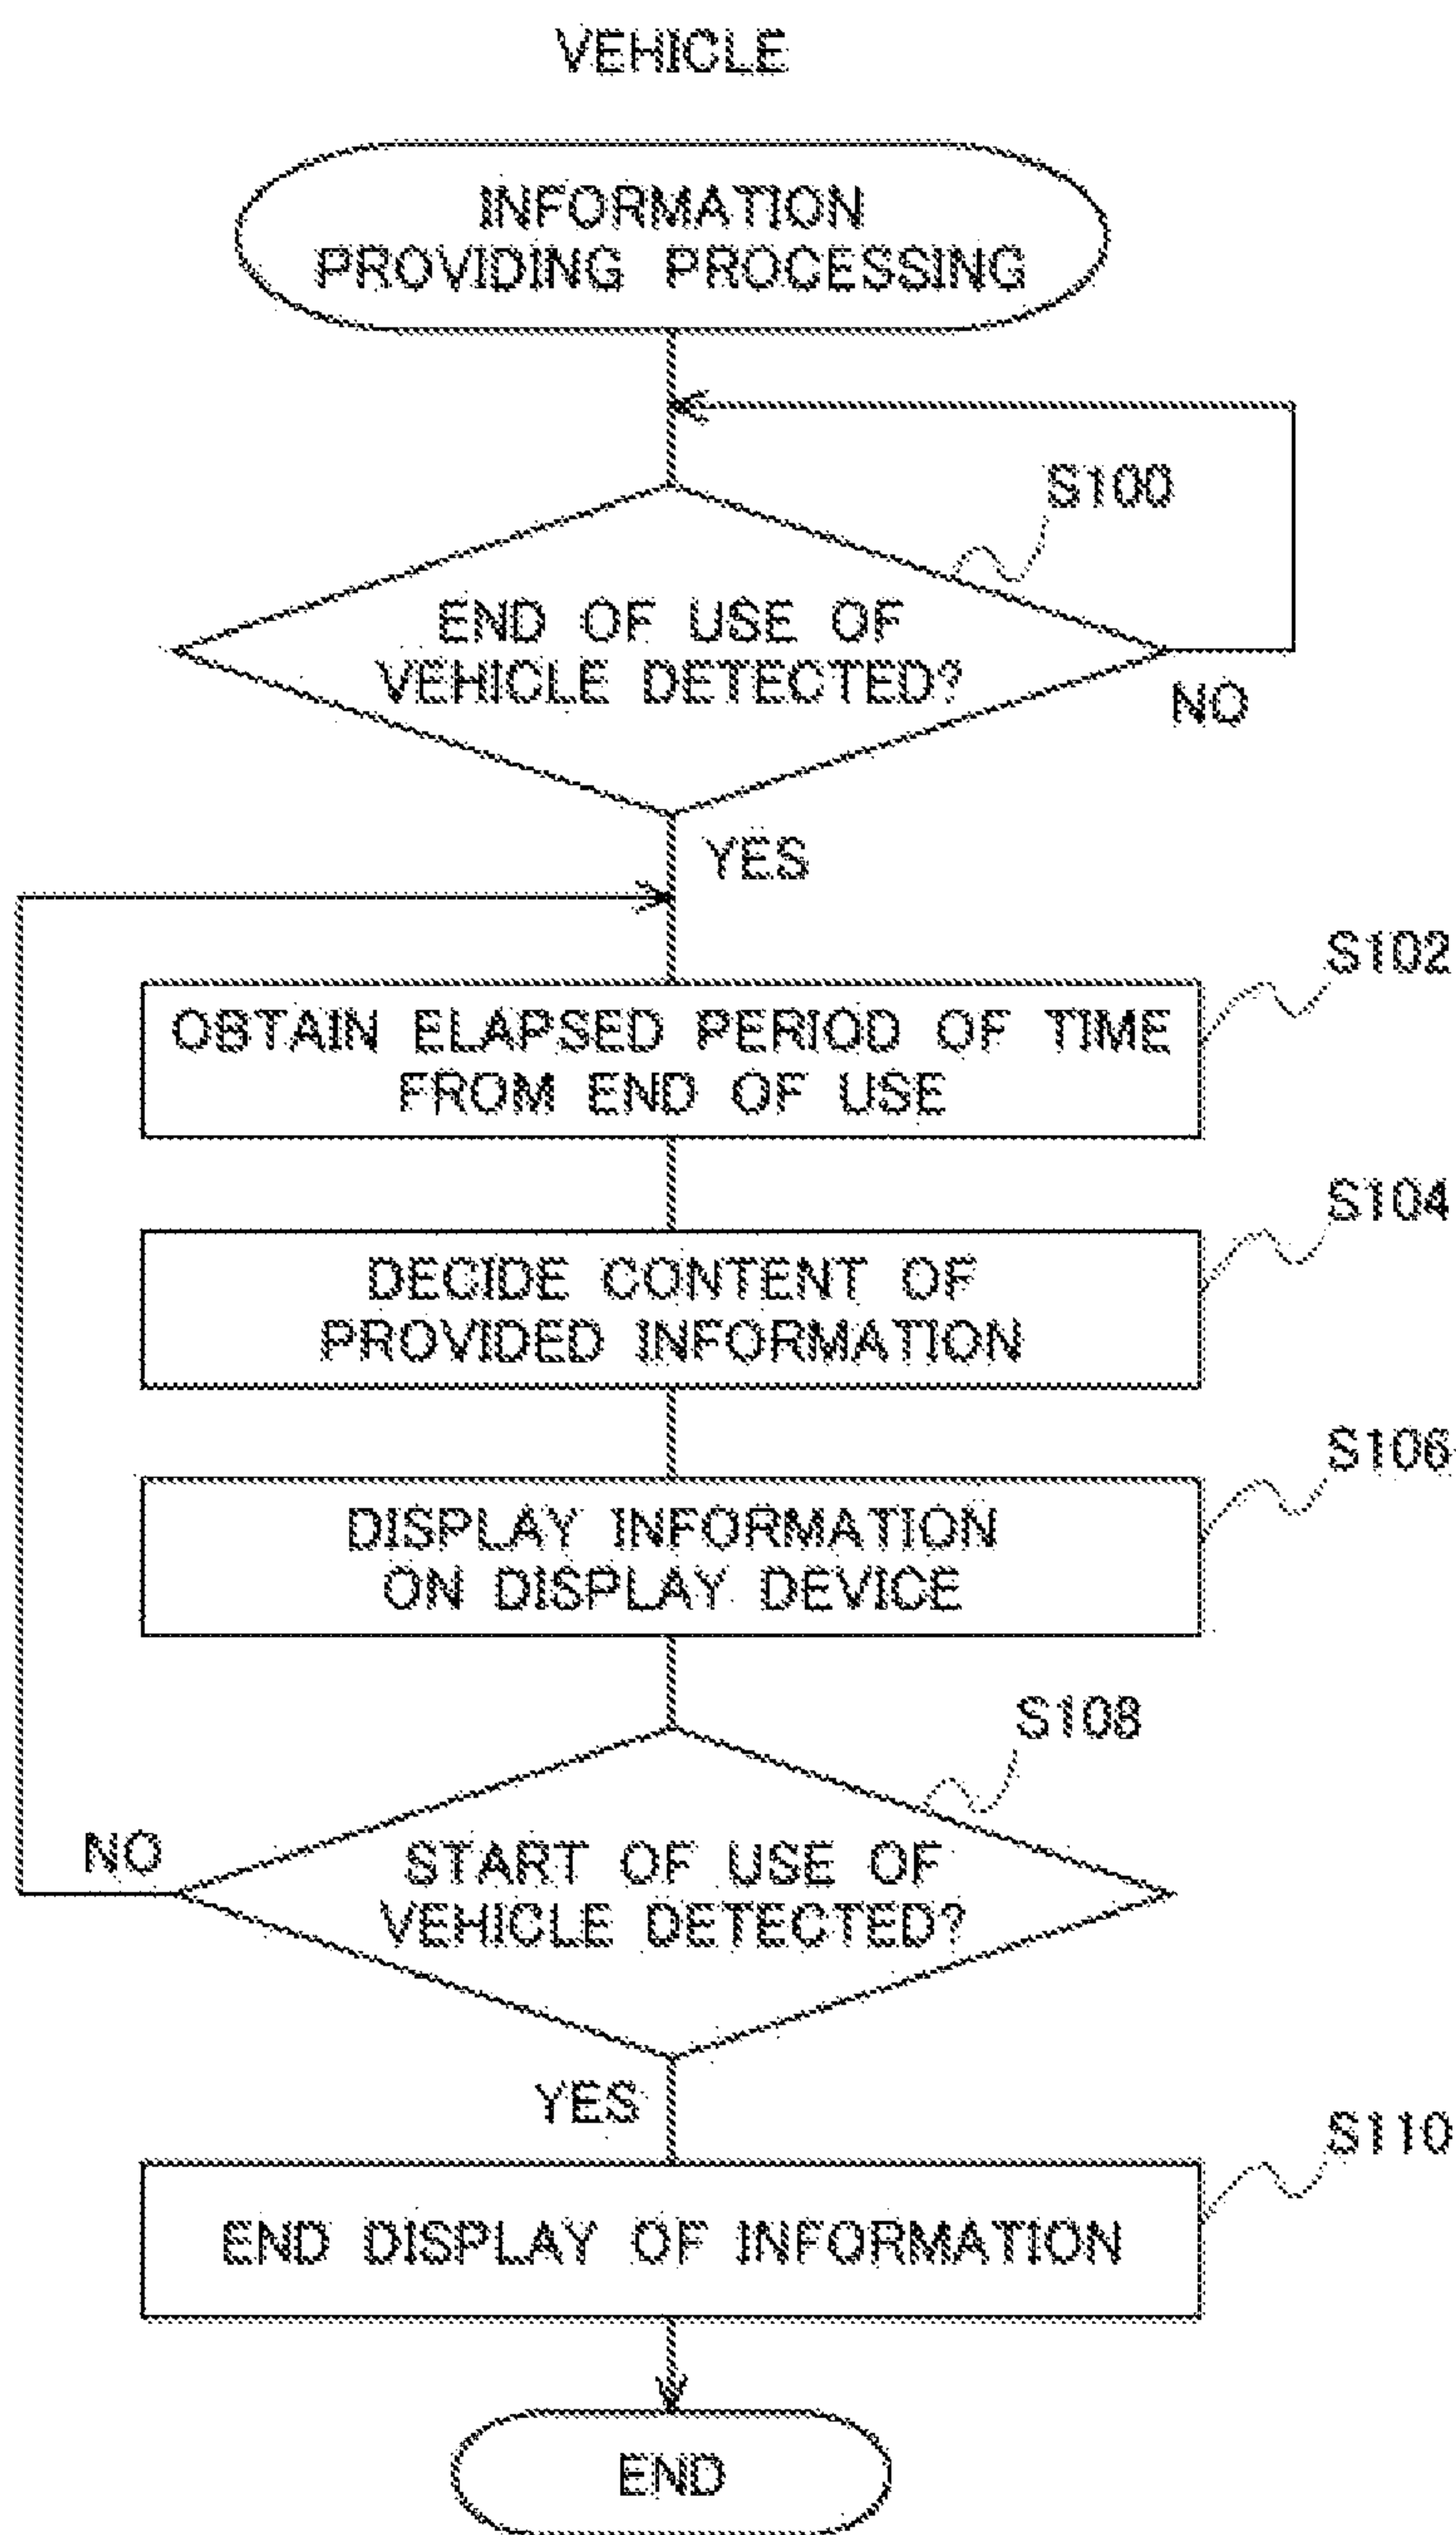 VEHICLE
INFORMATION
PROVIDING PROCESSING
S100
END OF USE OF
VEHICLE DETECTED?
NO
YES
S102
OBTAIN ELAPSED PERIOD OF TIME
FROM END OF USE
S104
DECIDE CONTENT OF
PROVIDED INFORMATION
S106
DISPLAY INFORMATION
ON DISPLAY DEVICE
S108
NO
START OF USE OF
VEHICLE DETECTED?
YES
S110
END DISPLAY OF INFORMATION
END